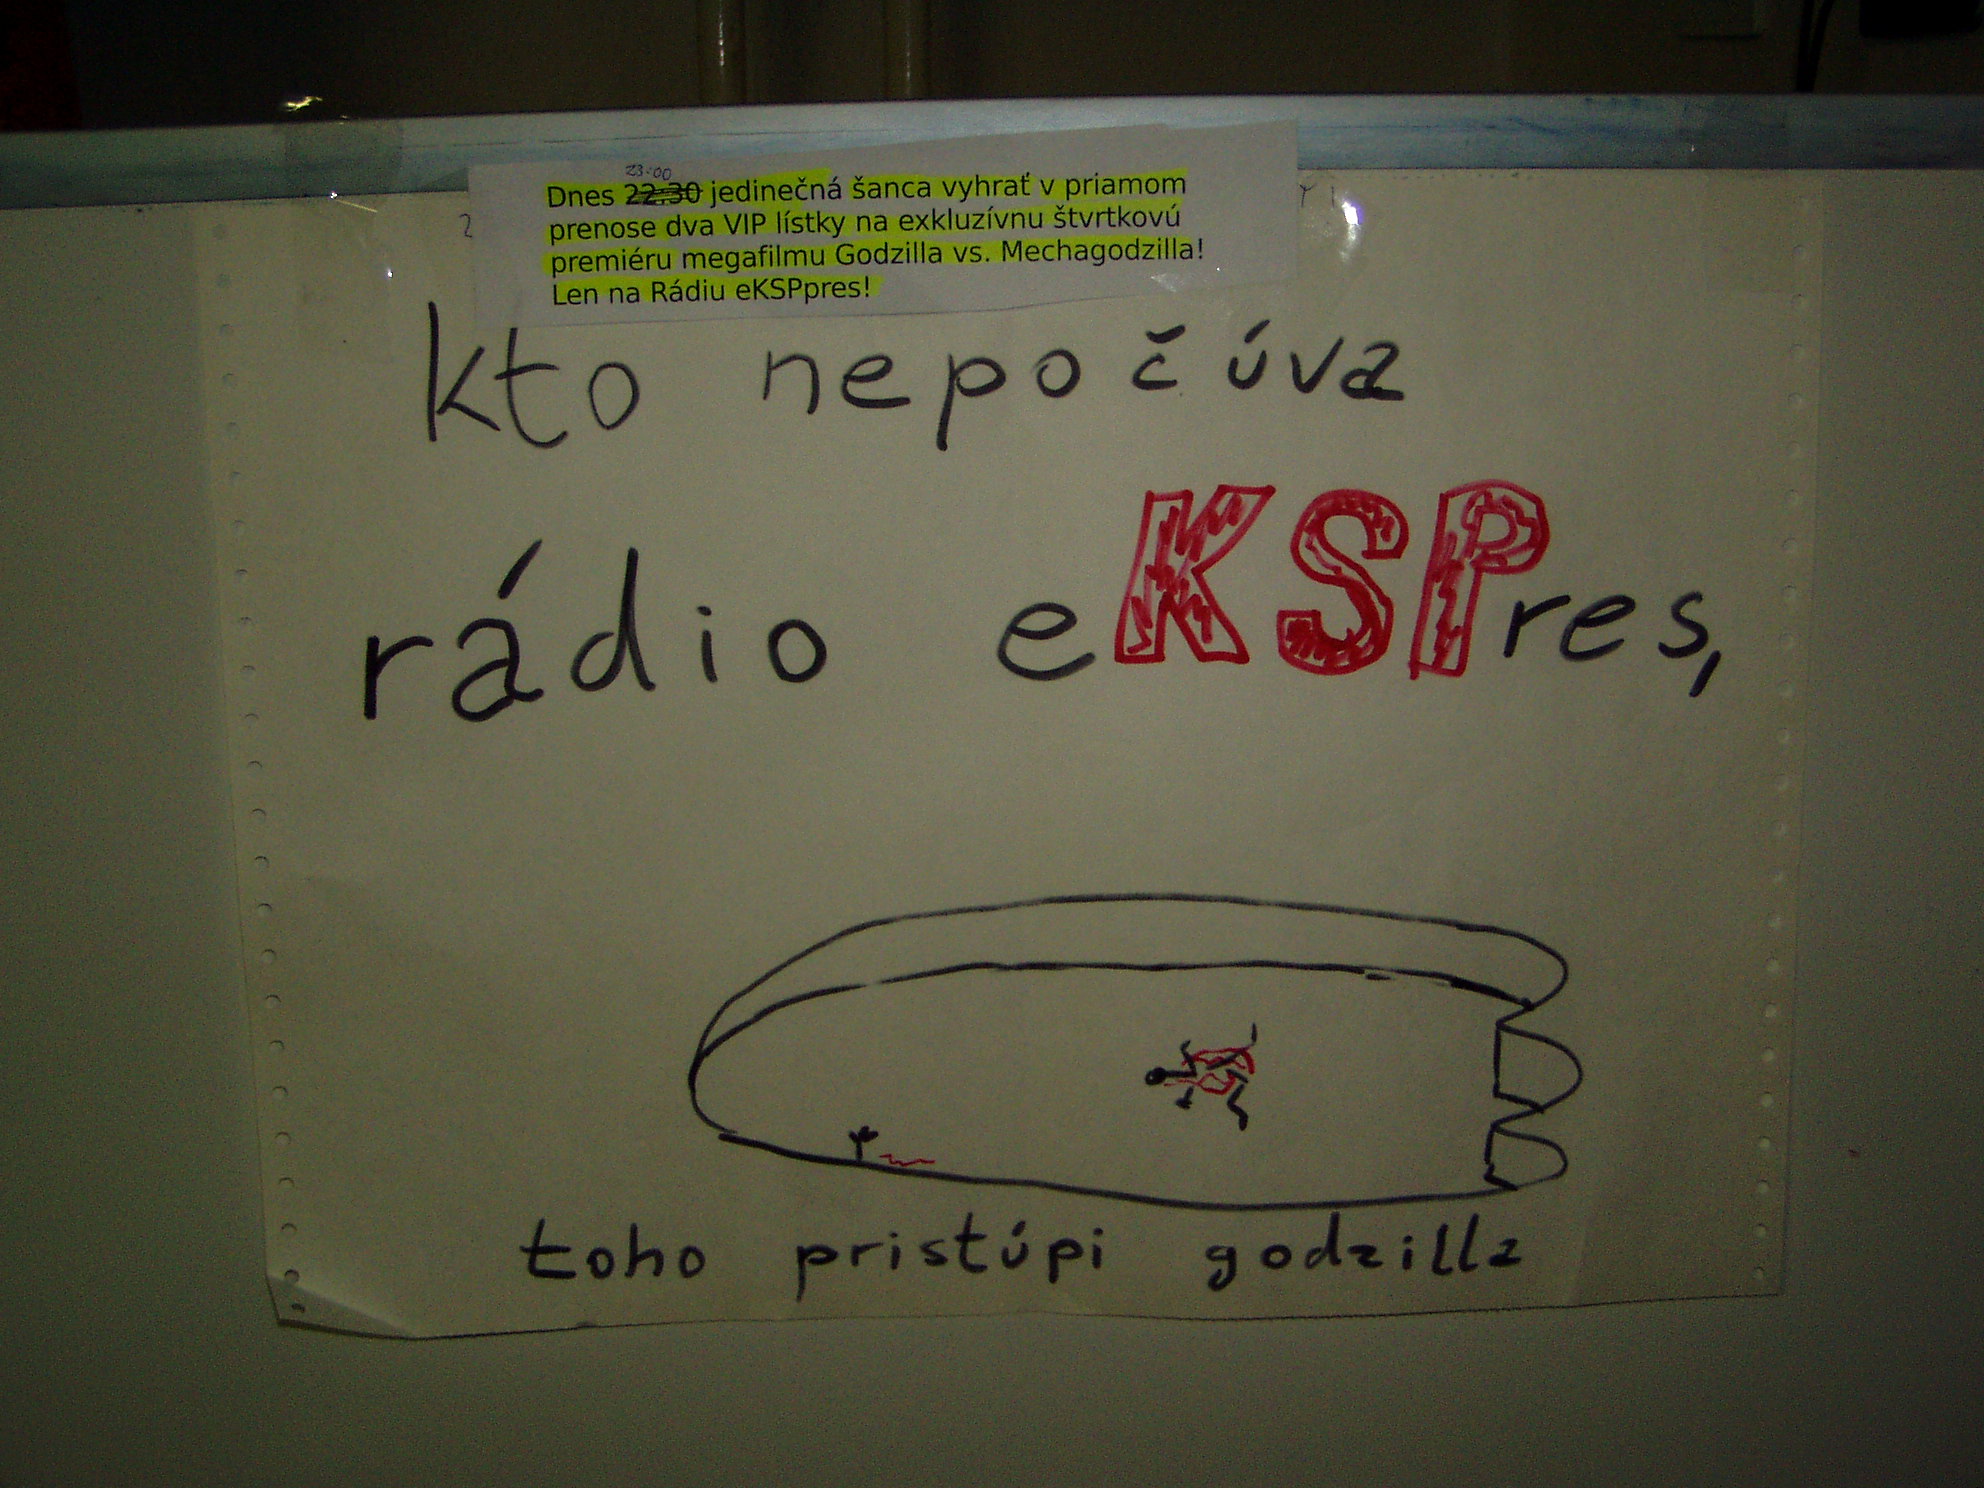 23:00
Dnes 22:30 jedinečná šanca vyhrať v priamom
prenose dva VIP lístky na exkluzívnu štvrtkovú
premiéru megafilmu Godzilla vs. Mechagodzilla!
Len na Rádiu eKSPpres!
kto nepočúva
rádio eKSPres,
toho pristúpi godzilla